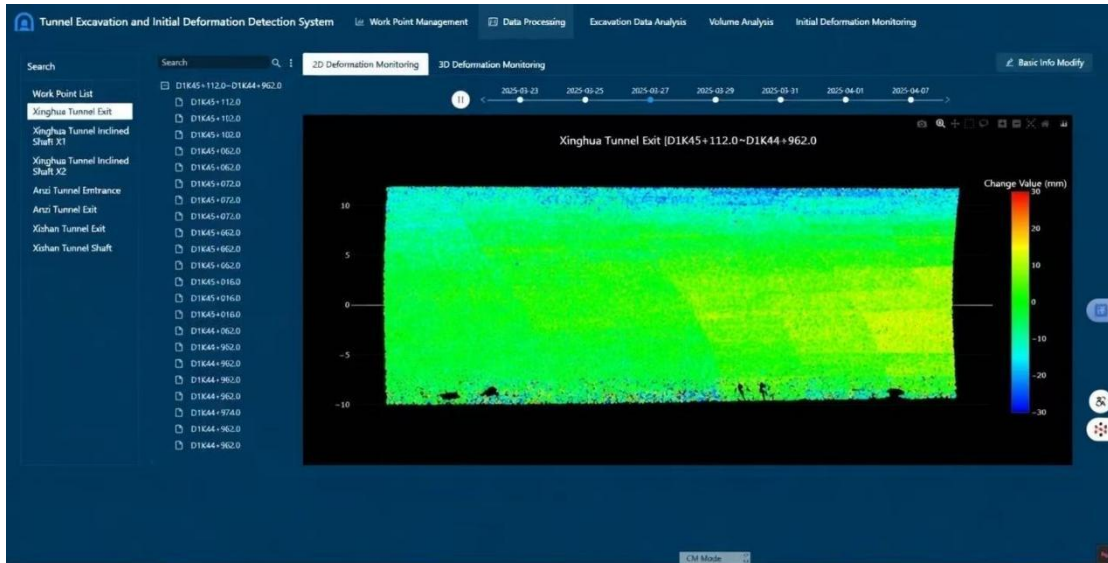 Tunnel Excavation and Initial Deformation Detection System
Work Point Management
Data Processing
Excavation Data Analysis
Volume Analysis
Initial Deformation Monitoring
Search
Work Point List
Xinghua Tunnel Exit
Xinghua Tunnel Inclined
Shaft X1
Xinghua Tunnel Inclined
Shaft X2
Anzi Tunnel Emtrance
Anzi Tunnel Exit
Xishan Tunnel Exit
Xishan Tunnel Shaft
Search
D1K45+112.0~D1K44+962.0
D1K45+112.0
D1K45+112.0
D1K45+102.0
D1K45+062.0
D1K45+062.0
D1K45+072.0
D1K45+072.0
D1K45+072.0
D1K45+662.0
D1K45+662.0
D1K45+062.0
D1K45+016.0
D1K45+016.0
D1K45+016.0
D1K44+062.0
D1K44+962.0
D1K44+962.0
D1K44+962.0
D1K44+962.0
D1K44+974.0
D1K44+962.0
D1K44+962.0
2D Deformation Monitoring
3D Deformation Monitoring
Basic Info Modify
2025-03-23
2025-03-25
2025-03-27
2025-03-29
2025-03-31
2025-04-01
2025-04-07
Xinghua Tunnel Exit |D1K45+112.0~D1K44+962.0
Change Value (mm)
30
20
10
0
−10
−20
−30
10
5
0
−5
−10
CM Mode